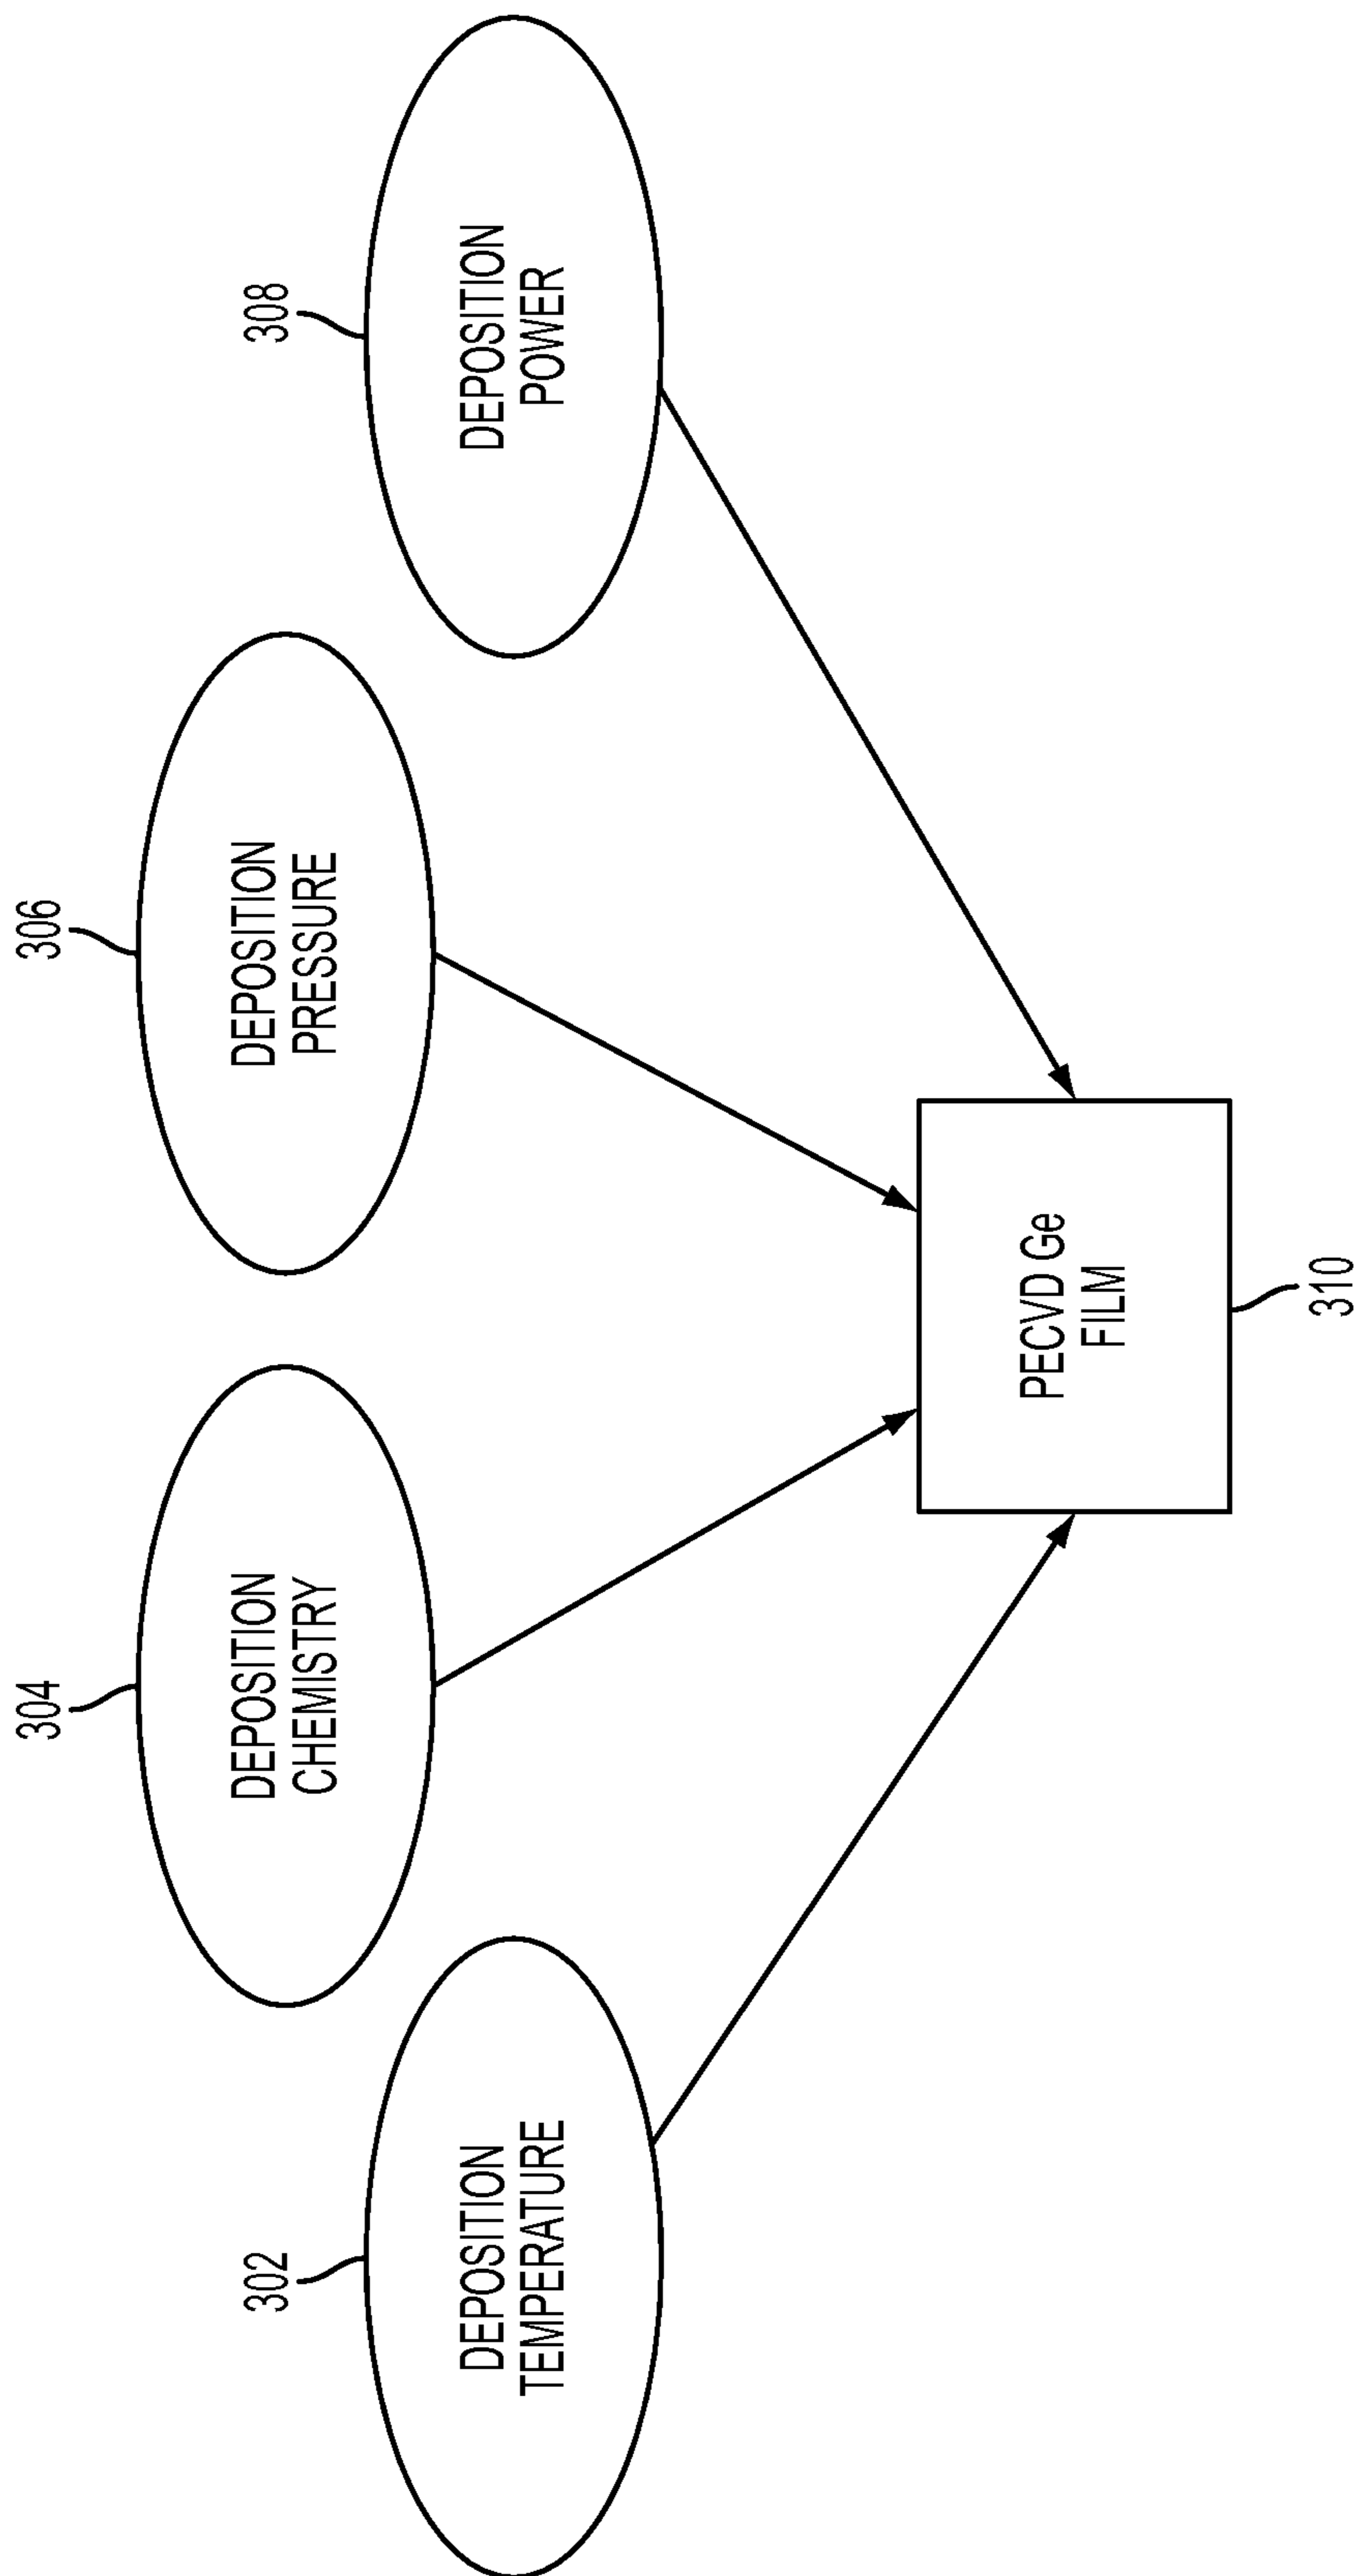 302
DEPOSITION
TEMPERATURE
304
DEPOSITION
CHEMISTRY
306
DEPOSITION
PRESSURE
308
DEPOSITION
POWER
PECVD Ge
FILM
310